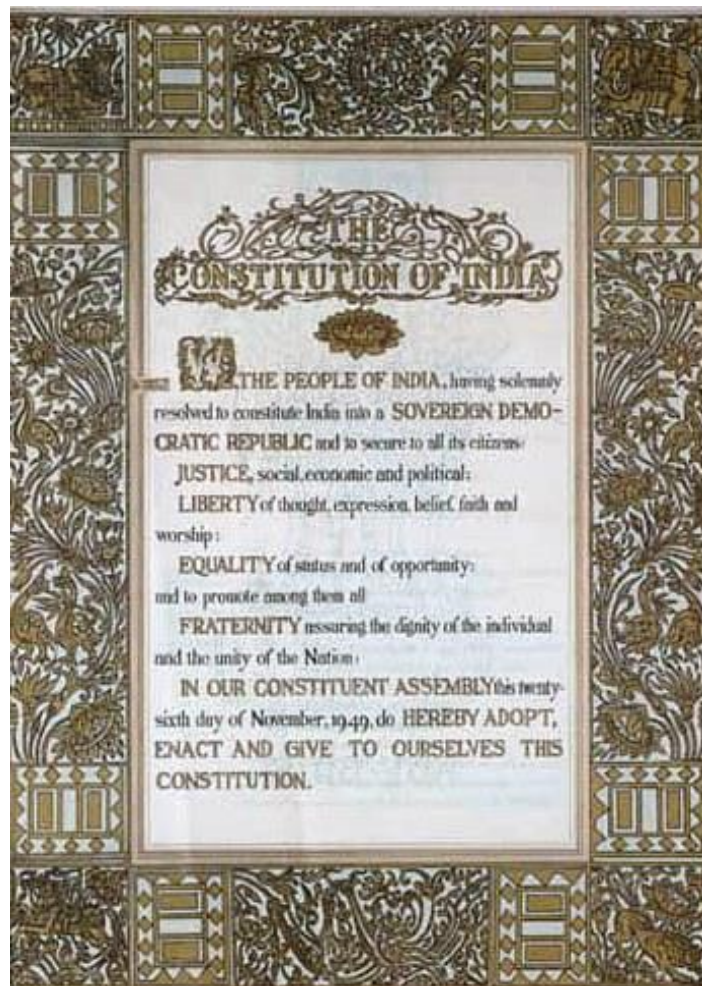 THE
CONSTITUTION OF INDIA
WE, THE PEOPLE OF INDIA, having solemnly
resolved to constitute India into a SOVEREIGN DEMO-
CRATIC REPUBLIC and to secure to all its citizens:
JUSTICE, social, economic and political;
LIBERTY of thought, expression, belief, faith and
worship;
EQUALITY of status and of opportunity;
and to promote among them all
FRATERNITY assuring the dignity of the individual
and the unity of the Nation;
IN OUR CONSTITUENT ASSEMBLY this twenty-
sixth day of November, 1949, do HEREBY ADOPT,
ENACT AND GIVE TO OURSELVES THIS
CONSTITUTION.